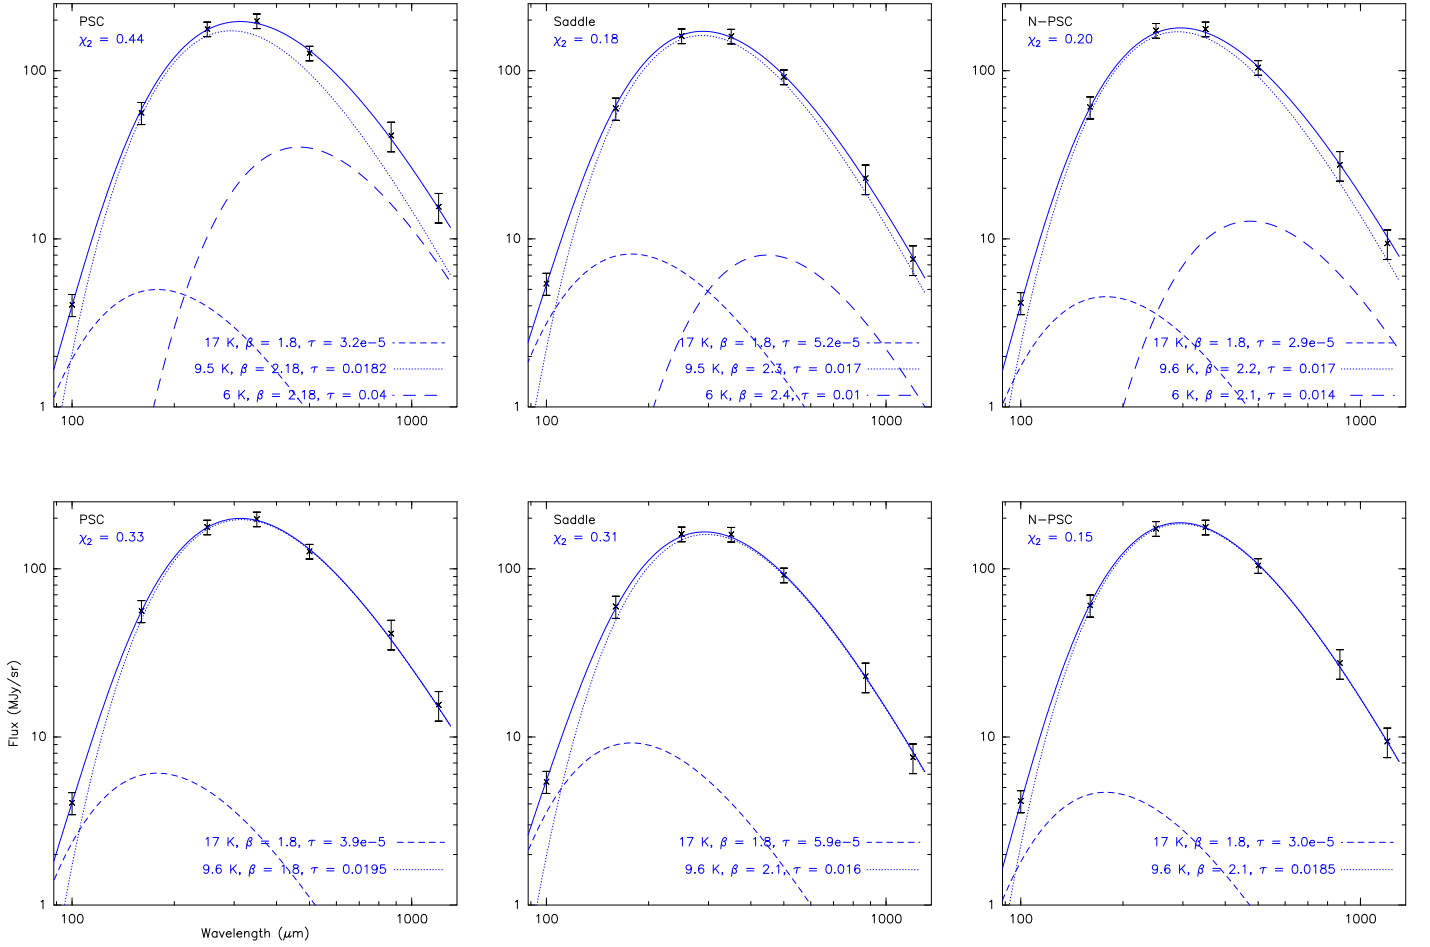 PSC
χ₂ = 0.44
100
10
1
17 K, β = 1.8, τ = 3.2e−5
9.5 K, β = 2.18, τ = 0.0182
6 K, β = 2.18, τ = 0.04
100
1000
Saddle
χ₂ = 0.18
100
10
1
17 K, β = 1.8, τ = 5.2e−5
9.5 K, β = 2.3, τ = 0.017
6 K, β = 2.4, τ = 0.01
100
1000
N−PSC
χ₂ = 0.20
100
10
1
17 K, β = 1.8, τ = 2.9e−5
9.6 K, β = 2.2, τ = 0.017
6 K, β = 2.1, τ = 0.014
100
1000
PSC
χ₂ = 0.33
100
10
1
Flux (MJy/sr)
17 K, β = 1.8, τ = 3.9e−5
9.6 K, β = 1.8, τ = 0.0195
100
1000
Wavelength (μm)
Saddle
χ₂ = 0.31
100
10
1
17 K, β = 1.8, τ = 5.9e−5
9.6 K, β = 2.1, τ = 0.016
100
1000
N−PSC
χ₂ = 0.15
100
10
1
17 K, β = 1.8, τ = 3.0e−5
9.6 K, β = 2.1, τ = 0.0185
100
1000